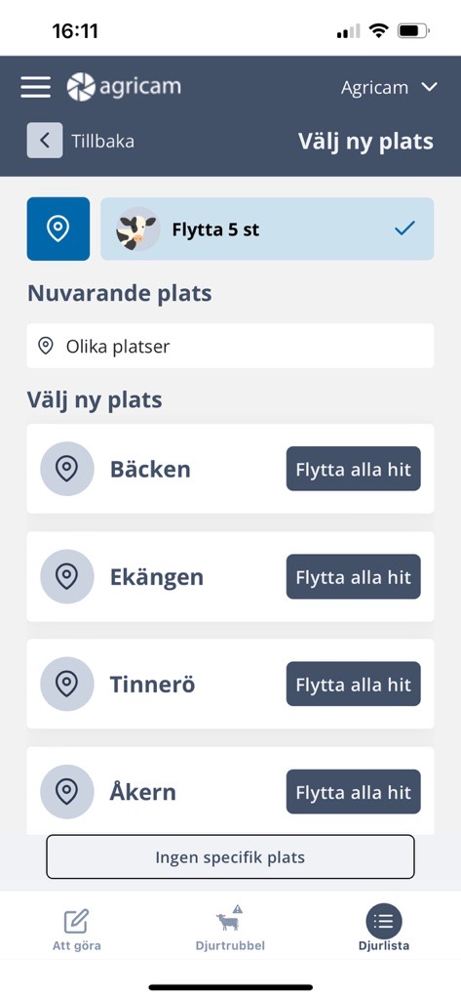 16:11
agricam
Agricam
Tillbaka
Välj ny plats
Flytta 5 st
Nuvarande plats
Olika platser
Välj ny plats
Bäcken
Flytta alla hit
Ekängen
Flytta alla hit
Tinnerö
Flytta alla hit
Åkern
Flytta alla hit
Ingen specifik plats
Att göra
Djurtrubbel
Djurlista